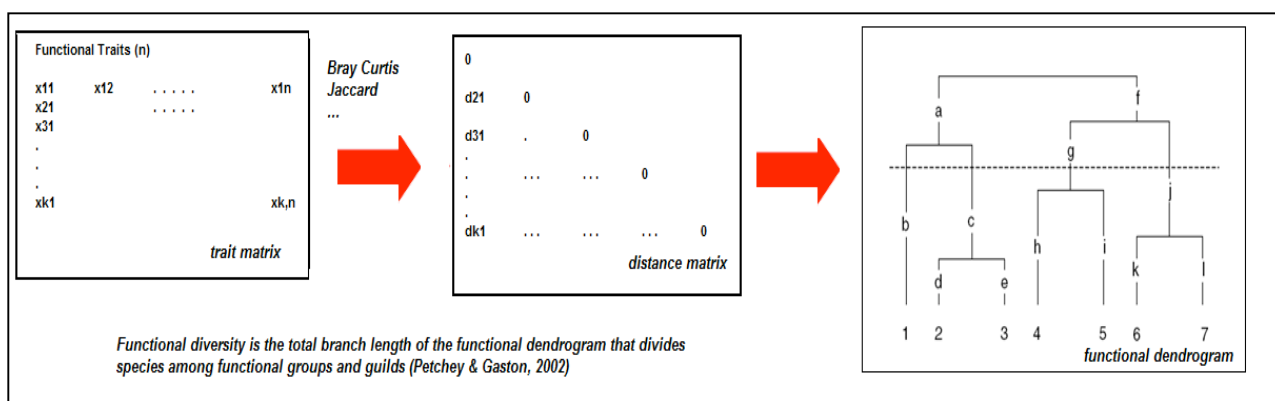 Functional Traits (n)
x11 x12 . . . . . x1n
x21 . . . . .
x31
.
.
.
xk1 xk,n
trait matrix
Bray Curtis
Jaccard
...
0
d21 0
d31 . 0
.
. ... ... 0
.
.
dk1 ... ... ... 0
distance matrix
a f
g
b c j
h i
d e k l
1 2 3 4 5 6 7
functional dendrogram
Functional diversity is the total branch length of the functional dendrogram that divides
species among functional groups and guilds (Petchey & Gaston, 2002)